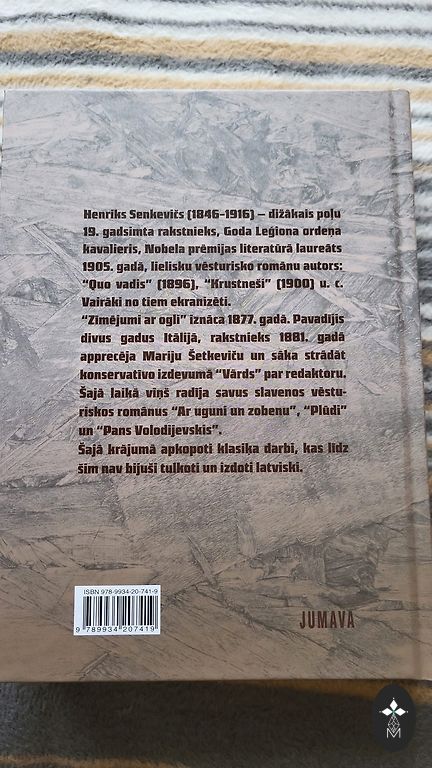 Henriks Senkevičs (1846-1916) – dižākais poļu
19. gadsimta rakstnieks, Goda Leģiona ordeņa
kavalieris, Nobela prēmijas literatūrā laureāts
1905. gadā, lielisku vēsturisko romānu autors:
"Quo vadis" (1896), "Krustneši" (1900) u. c.
Vairāki no tiem ekranizēti.
"Zīmējumi ar ogli" iznāca 1877. gadā. Pavadījis
divus gadus Itālijā, rakstnieks 1881. gadā
apprecēja Mariju Šetkeviču un sāka strādāt
konservatīvo izdevumā "Vārds" par redaktoru.
Šajā laikā viņš radīja savus slavenos vēstu-
riskos romānus "Ar uguni un zobenu", "Plūdi"
un "Pans Volodijevskis".
Šajā krājumā apkopoti klasiķa darbi, kas līdz
šim nav bijuši tulkoti un izdoti latviski.
ISBN 978-9934-20-741-9
9 789934 207419
JUMAVA
M